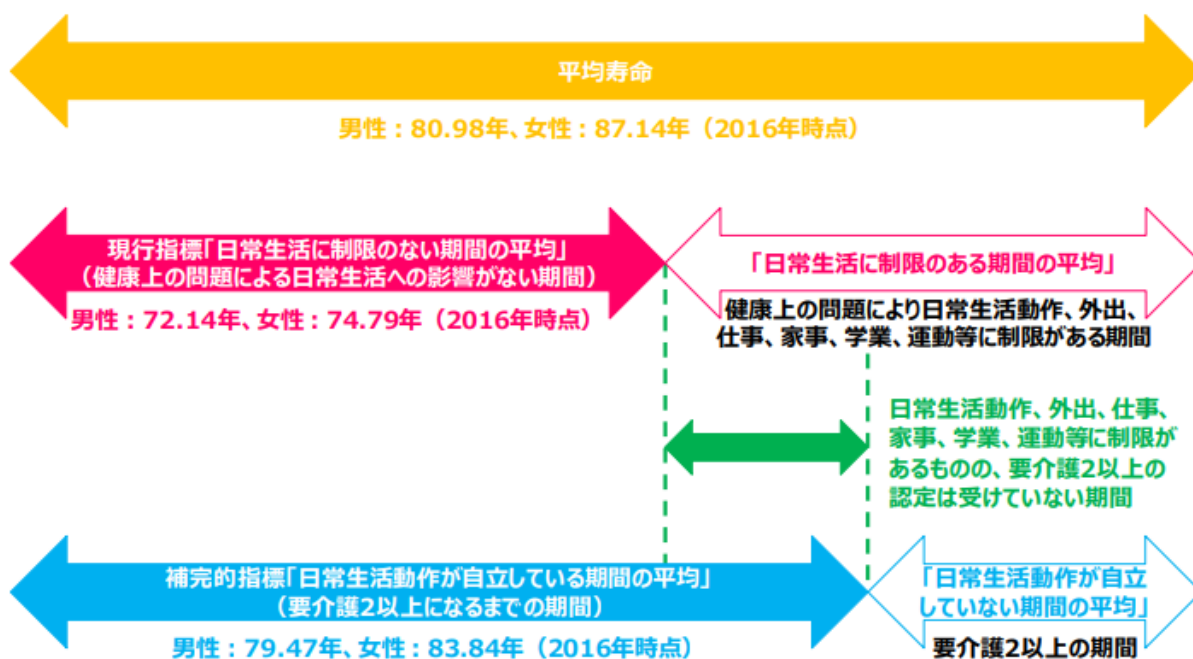 平均寿命
男性：80.98年、女性：87.14年（2016年時点）
現行指標「日常生活に制限のない期間の平均」
（健康上の問題による日常生活への影響がない期間）
男性：72.14年、女性：74.79年（2016年時点）
「日常生活に制限のある期間の平均」
健康上の問題により日常生活動作、外出、
仕事、家事、学業、運動等に制限がある期間
日常生活動作、外出、仕事、
家事、学業、運動等に制限が
あるものの、要介護2以上の
認定は受けていない期間
補完的指標「日常生活動作が自立している期間の平均」
（要介護2以上になるまでの期間）
男性：79.47年、女性：83.84年（2016年時点）
「日常生活動作が自立
していない期間の平均」
要介護2以上の期間